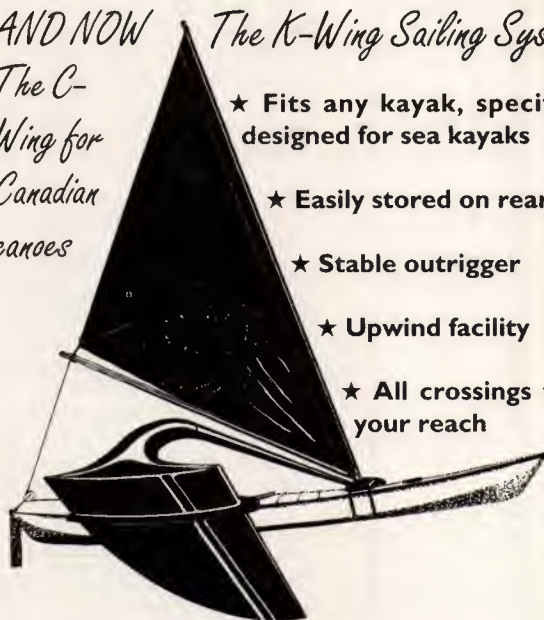 AND NOW
The C-
Wing for
Canadian
canoes
The K-Wing Sailing Sys
★ Fits any kayak, specif
designed for sea kayaks
★ Easily stored on rear
★ Stable outrigger
★ Upwind facility
★ All crossings
your reach